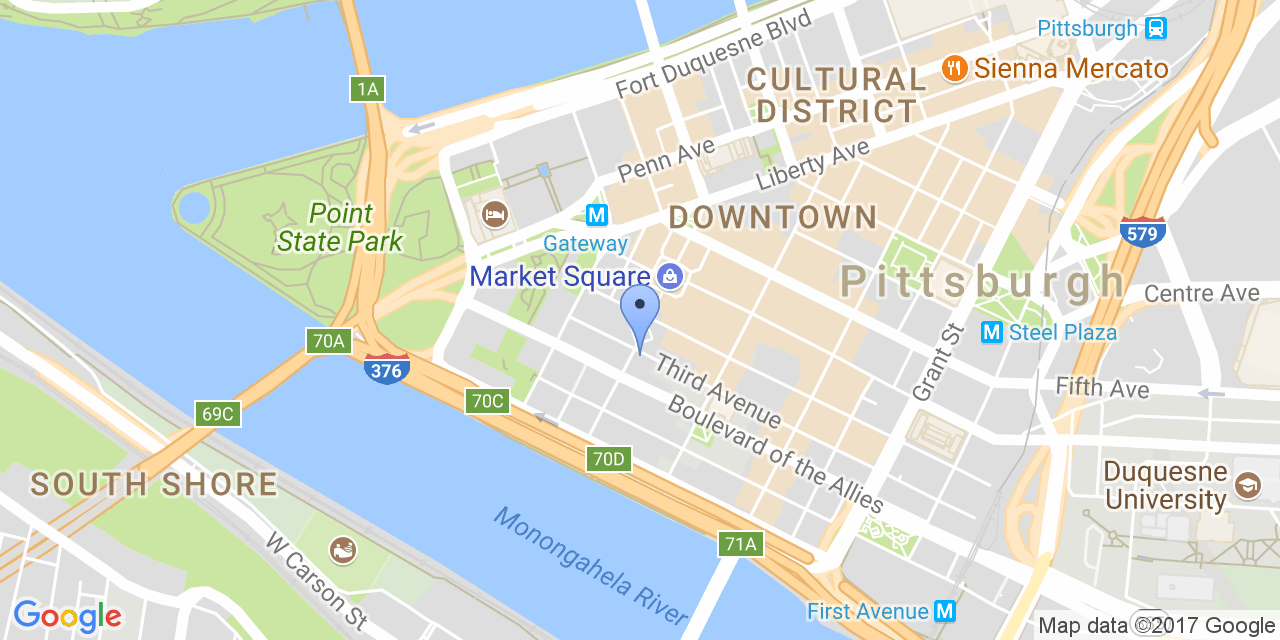 Fort Duquesne Blvd
Pittsburgh
1A
CULTURAL
DISTRICT
Sienna Mercato
Penn Ave
Liberty Ave
Point
State Park
M
Gateway
DOWNTOWN
579
Market Square
Pittsburgh
Centre Ave
70A
M Steel Plaza
376
Third Avenue
Grant St
Fifth Ave
69C
70C
Boulevard of the Allies
70D
SOUTH SHORE
Duquesne
University
Monongahela River
71A
W Carson St
Google
First Avenue M
Map data ©2017 Google